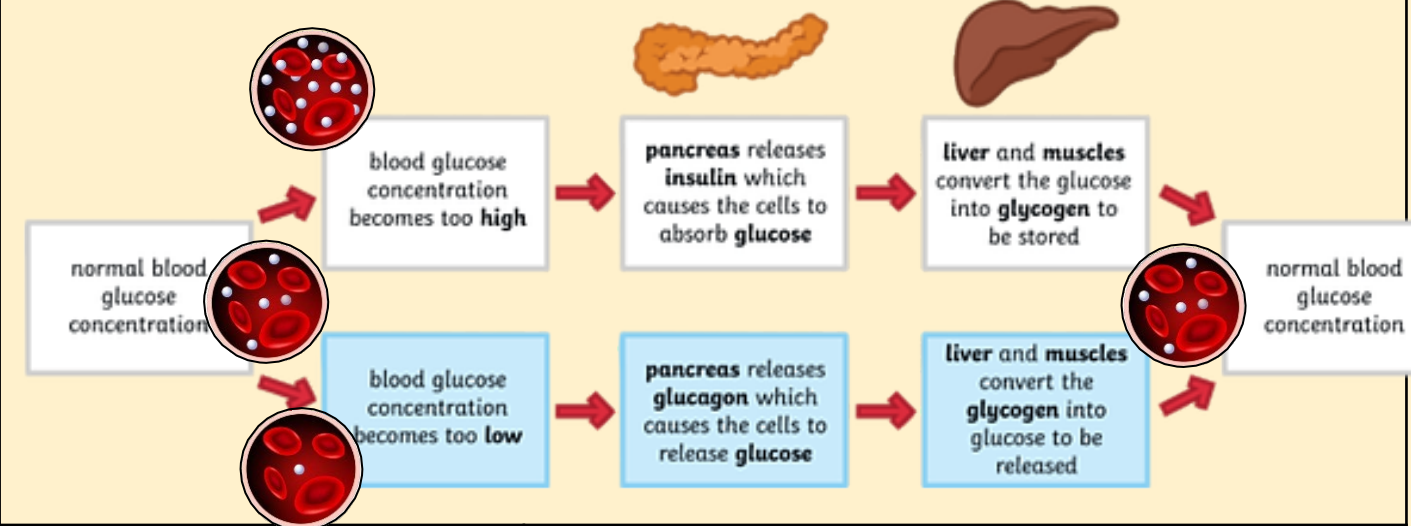 normal blood
glucose
concentration
blood glucose
concentration
becomes too high
pancreas releases
insulin which
causes the cells to
absorb glucose
liver and muscles
convert the glucose
into glycogen to
be stored
blood glucose
concentration
becomes too low
pancreas releases
glucagon which
causes the cells to
release glucose
liver and muscles
convert the
glycogen into
glucose to be
released
normal blood
glucose
concentration